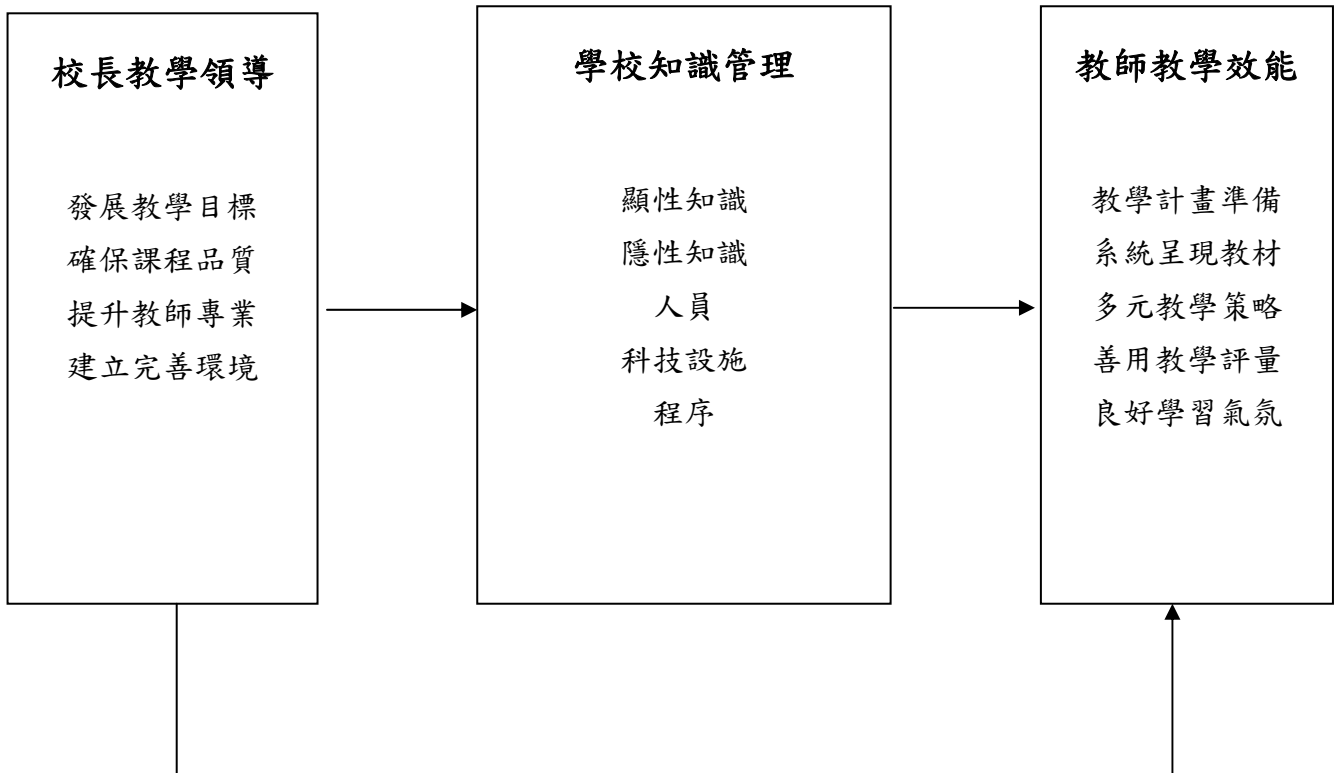 校長教學領導
發展教學目標
確保課程品質
提升教師專業
建立完善環境
學校知識管理
顯性知識
隱性知識
人員
科技設施
程序
教師教學效能
教學計畫準備
系統呈現教材
多元教學策略
善用教學評量
良好學習氣氛